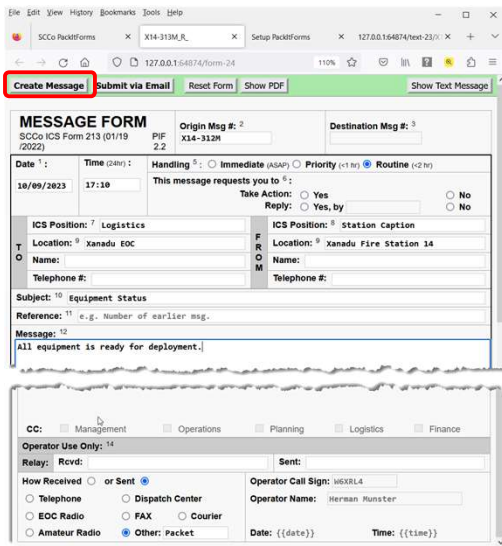 File Edit View History Bookmarks Tools Help
SCCo PackItForms × X14-313M_R_ × Setup PackItForms × 127.0.0.1:64874/text-23/ × + 
127.0.0.1:64874/form-24 110%
Create Message Submit via Email Reset Form Show PDF Show Text Message
MESSAGE FORM
SCCo ICS Form 213 (01/19/2022) PIF 2.2
Origin Msg #: 2
X14-312M
Destination Msg #: 3
Date 1 : Time (24hr) : Handling 5 : Immediate (ASAP) Priority (<1 hr) Routine (<2 hr)
10/09/2023 17:10 This message requests you to 6 :
Take Action: Yes No
Reply: Yes, by No
TO
ICS Position: 7 Logistics
Location: 9 Xanadu EOC
Name:
Telephone #:
FROM
ICS Position: 8 Station Caption
Location: 9 Xanadu Fire Station 14
Name:
Telephone #:
Subject: 10 Equipment Status
Reference: 11 e.g. Number of earlier msg.
Message: 12
All equipment is ready for deployment.
CC: Management Operations Planning Logistics Finance
Operator Use Only: 14
Relay: Rcvd: Sent:
How Received or Sent Operator Call Sign: W6XRL4
Telephone Dispatch Center Operator Name: Herman Munster
EOC Radio FAX Courier
Amateur Radio Other: Packet Date: {{date}} Time: {{time}}